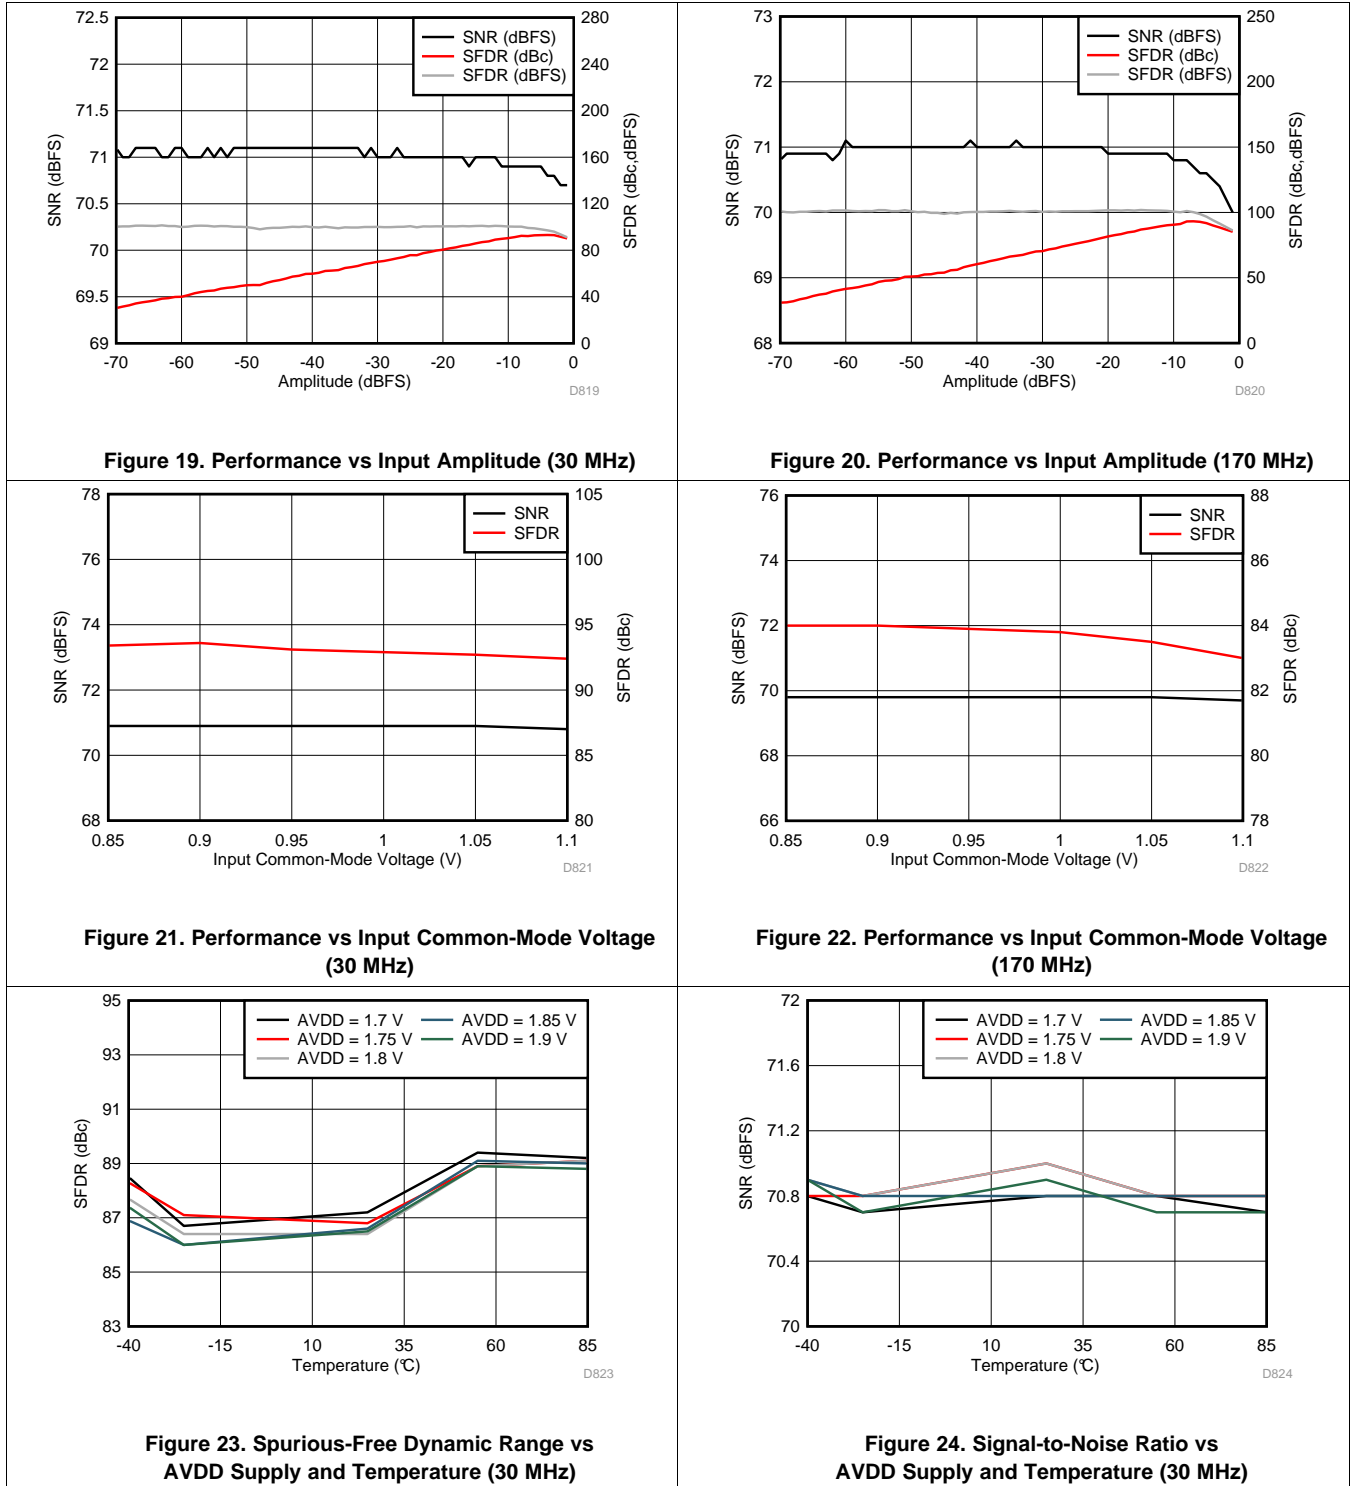 72.5
72
71.5
71
70.5
70
69.5
69
280
240
200
160
120
80
40
0
-70 -60 -50 -40 -30 -20 -10 0
SNR (dBFS)
SFDR (dBc,dBFS)
Amplitude (dBFS)
SNR (dBFS)
SFDR (dBc)
SFDR (dBFS)
D819
Figure 19. Performance vs Input Amplitude (30 MHz)
73
72
71
70
69
68
250
200
150
100
50
0
-70 -60 -50 -40 -30 -20 -10 0
SNR (dBFS)
SFDR (dBc,dBFS)
Amplitude (dBFS)
SNR (dBFS)
SFDR (dBc)
SFDR (dBFS)
D820
Figure 20. Performance vs Input Amplitude (170 MHz)
78
76
74
72
70
68
105
100
95
90
85
80
0.85 0.9 0.95 1 1.05 1.1
SNR (dBFS)
SFDR (dBc)
Input Common-Mode Voltage (V)
SNR
SFDR
D821
Figure 21. Performance vs Input Common-Mode Voltage
(30 MHz)
76
74
72
70
68
66
88
86
84
82
80
78
0.85 0.9 0.95 1 1.05 1.1
SNR (dBFS)
SFDR (dBc)
Input Common-Mode Voltage (V)
SNR
SFDR
D822
Figure 22. Performance vs Input Common-Mode Voltage
(170 MHz)
95
93
91
89
87
85
83
-40 -15 10 35 60 85
SFDR (dBc)
Temperature (°C)
AVDD = 1.7 V AVDD = 1.85 V
AVDD = 1.75 V AVDD = 1.9 V
AVDD = 1.8 V
D823
Figure 23. Spurious-Free Dynamic Range vs
AVDD Supply and Temperature (30 MHz)
72
71.6
71.2
70.8
70.4
70
-40 -15 10 35 60 85
SNR (dBFS)
Temperature (°C)
AVDD = 1.7 V AVDD = 1.85 V
AVDD = 1.75 V AVDD = 1.9 V
AVDD = 1.8 V
D824
Figure 24. Signal-to-Noise Ratio vs
AVDD Supply and Temperature (30 MHz)